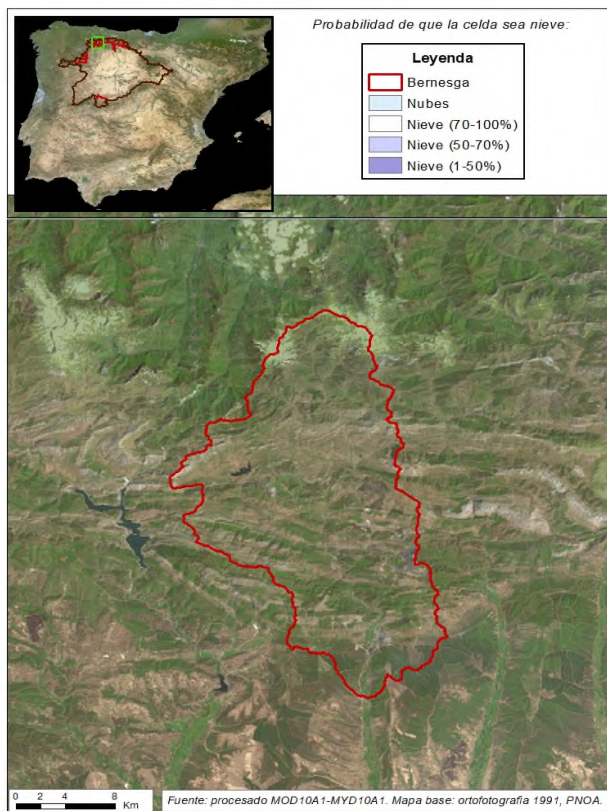 Probabilidad de que la celda sea nieve:
Leyenda
Bernesga
Nubes
Nieve (70-100%)
Nieve (50-70%)
Nieve (1-50%)
0 2 4 8
Km
Fuente: procesado MOD10A1-MYD10A1. Mapa base: ortofotografia 1991, PNOA